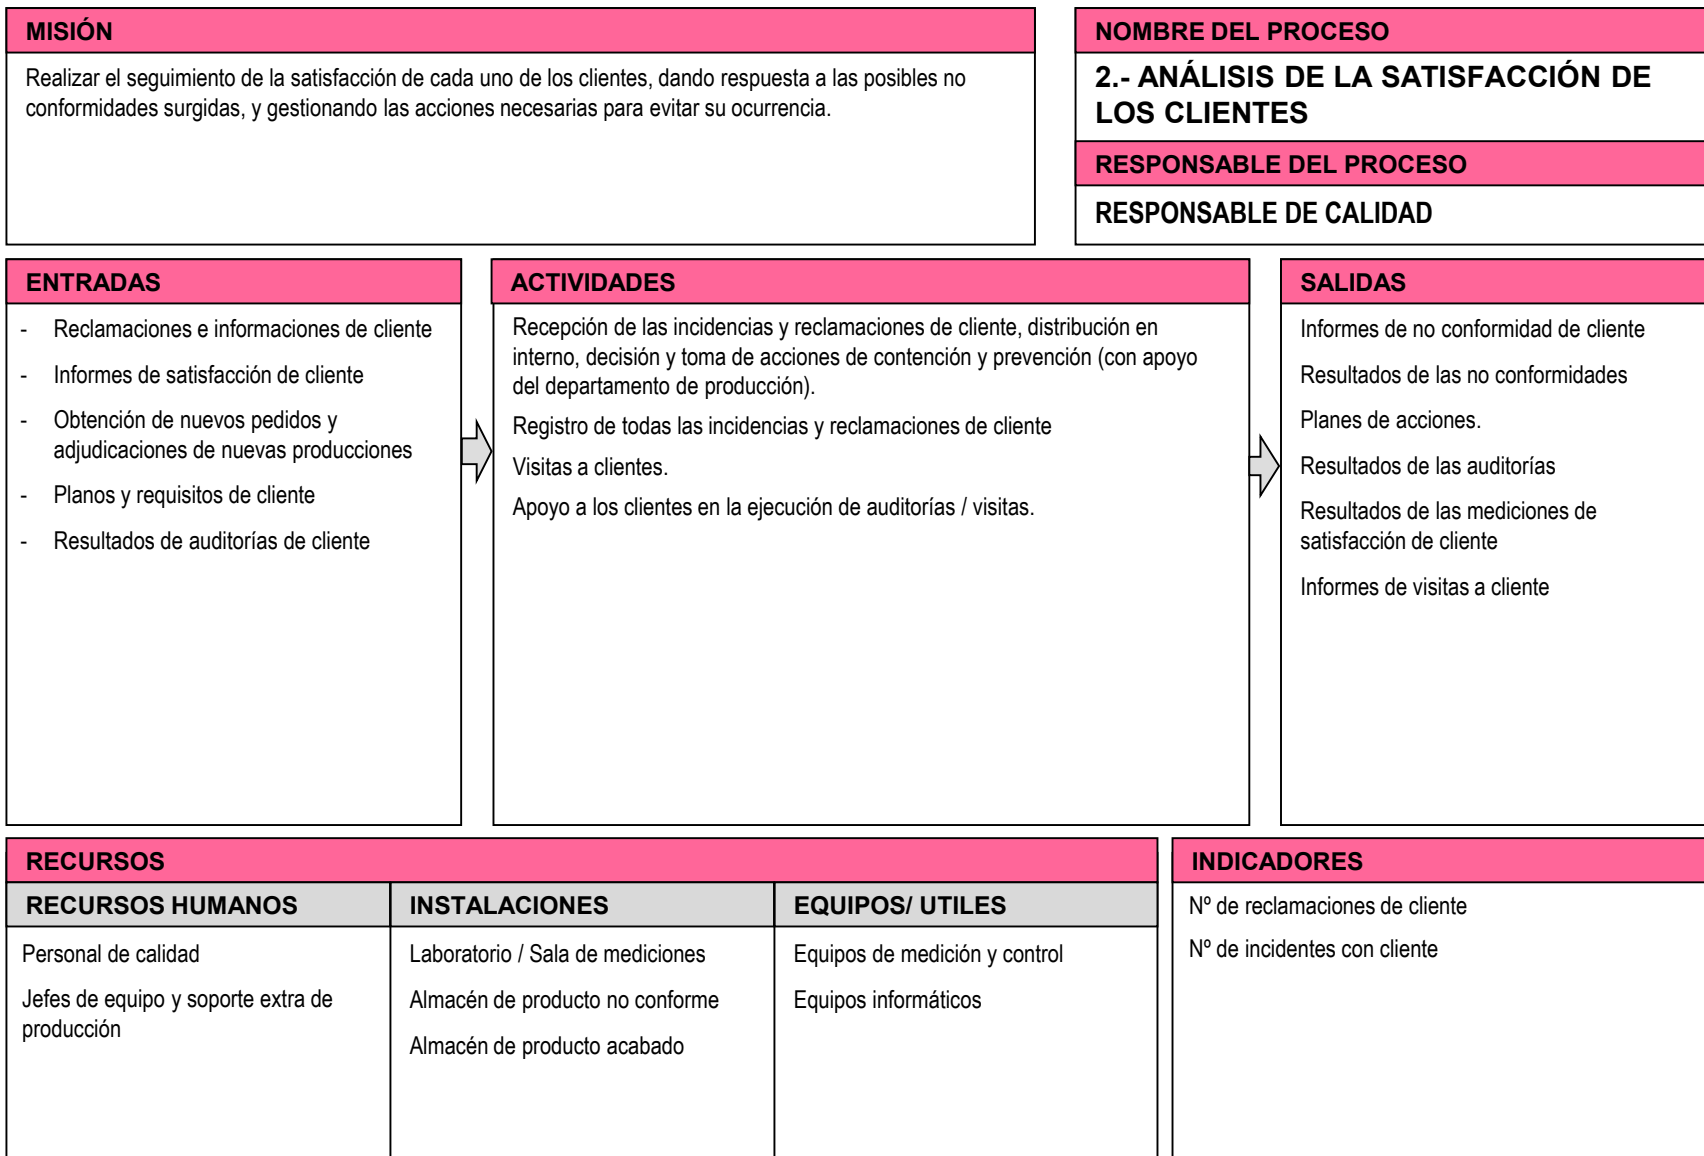 MISIÓN
Realizar el seguimiento de la satisfacción de cada uno de los clientes, dando respuesta a las posibles no
conformidades surgidas, y gestionando las acciones necesarias para evitar su ocurrencia.
NOMBRE DEL PROCESO
2.- ANÁLISIS DE LA SATISFACCIÓN DE
LOS CLIENTES
RESPONSABLE DEL PROCESO
RESPONSABLE DE CALIDAD
ENTRADAS
- Reclamaciones e informaciones de cliente
- Informes de satisfacción de cliente
- Obtención de nuevos pedidos y
adjudicaciones de nuevas producciones
- Planos y requisitos de cliente
- Resultados de auditorías de cliente
ACTIVIDADES
Recepción de las incidencias y reclamaciones de cliente, distribución en
interno, decisión y toma de acciones de contención y prevención (con apoyo
del departamento de producción).
Registro de todas las incidencias y reclamaciones de cliente
Visitas a clientes.
Apoyo a los clientes en la ejecución de auditorías / visitas.
SALIDAS
Informes de no conformidad de cliente
Resultados de las no conformidades
Planes de acciones.
Resultados de las auditorías
Resultados de las mediciones de
satisfacción de cliente
Informes de visitas a cliente
RECURSOS
RECURSOS HUMANOS
Personal de calidad
Jefes de equipo y soporte extra de
producción
INSTALACIONES
Laboratorio / Sala de mediciones
Almacén de producto no conforme
Almacén de producto acabado
EQUIPOS/ UTILES
Equipos de medición y control
Equipos informáticos
INDICADORES
Nº de reclamaciones de cliente
Nº de incidentes con cliente